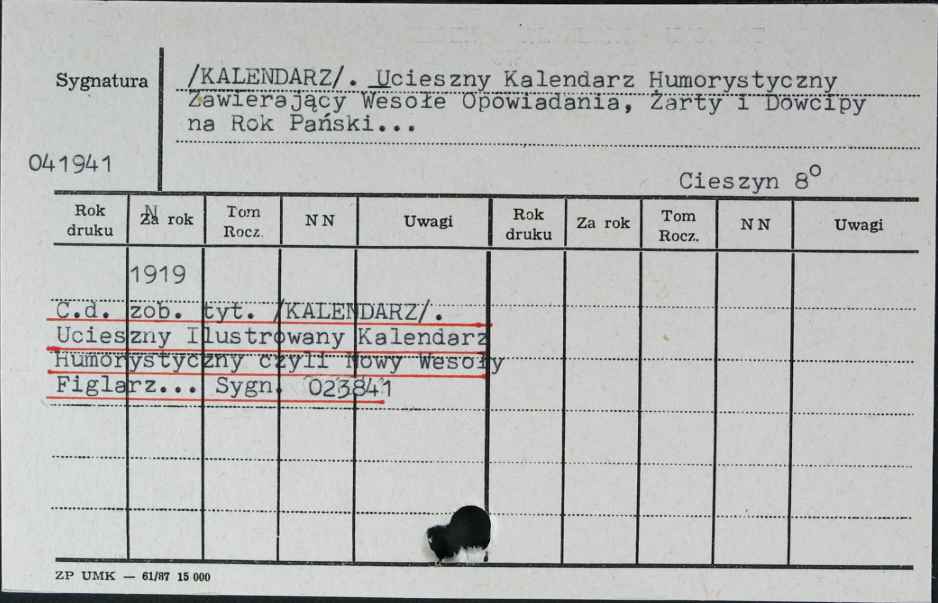 /KALENDARZ/. Ucieszny Kalendarz Humorystyczny
Sygnatura
Zawierający Wesołe Opowiadania, Żarty i Dowcipy
na Rok Pański...
041941
Cieszyn 8°
Rok druku Za rok Tom Rocz. N N Uwagi Rok druku Za rok Tom Rocz. N N Uwagi
1919
C.d. zob. tyt. /KALENDARZ/.
Ucieszny Ilustrowany Kalendarz
Humorystyczny czyli Nowy Wesoły
Figlarz... Sygn. 023841
ZP UMK — 61/87 15 000